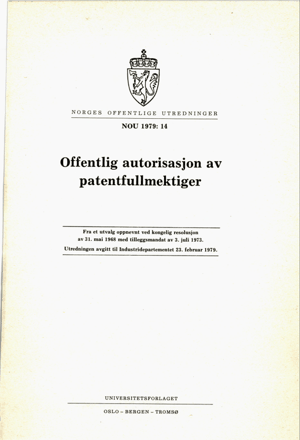 NORGES OFFENTLIGE UTREDNINGER
NOU 1979: 14
Offentlig autorisasjon av
patentfullmektiger
Fra et utvalg oppnevnt ved kongelig resolusjon
av 31. mai 1968 med tilleggsmandat av 3. juli 1973.
Utredningen avgitt til Industridepartementet 23. februar 1979.
UNIVERSITETSFORLAGET
OSLO – BERGEN – TROMSØ